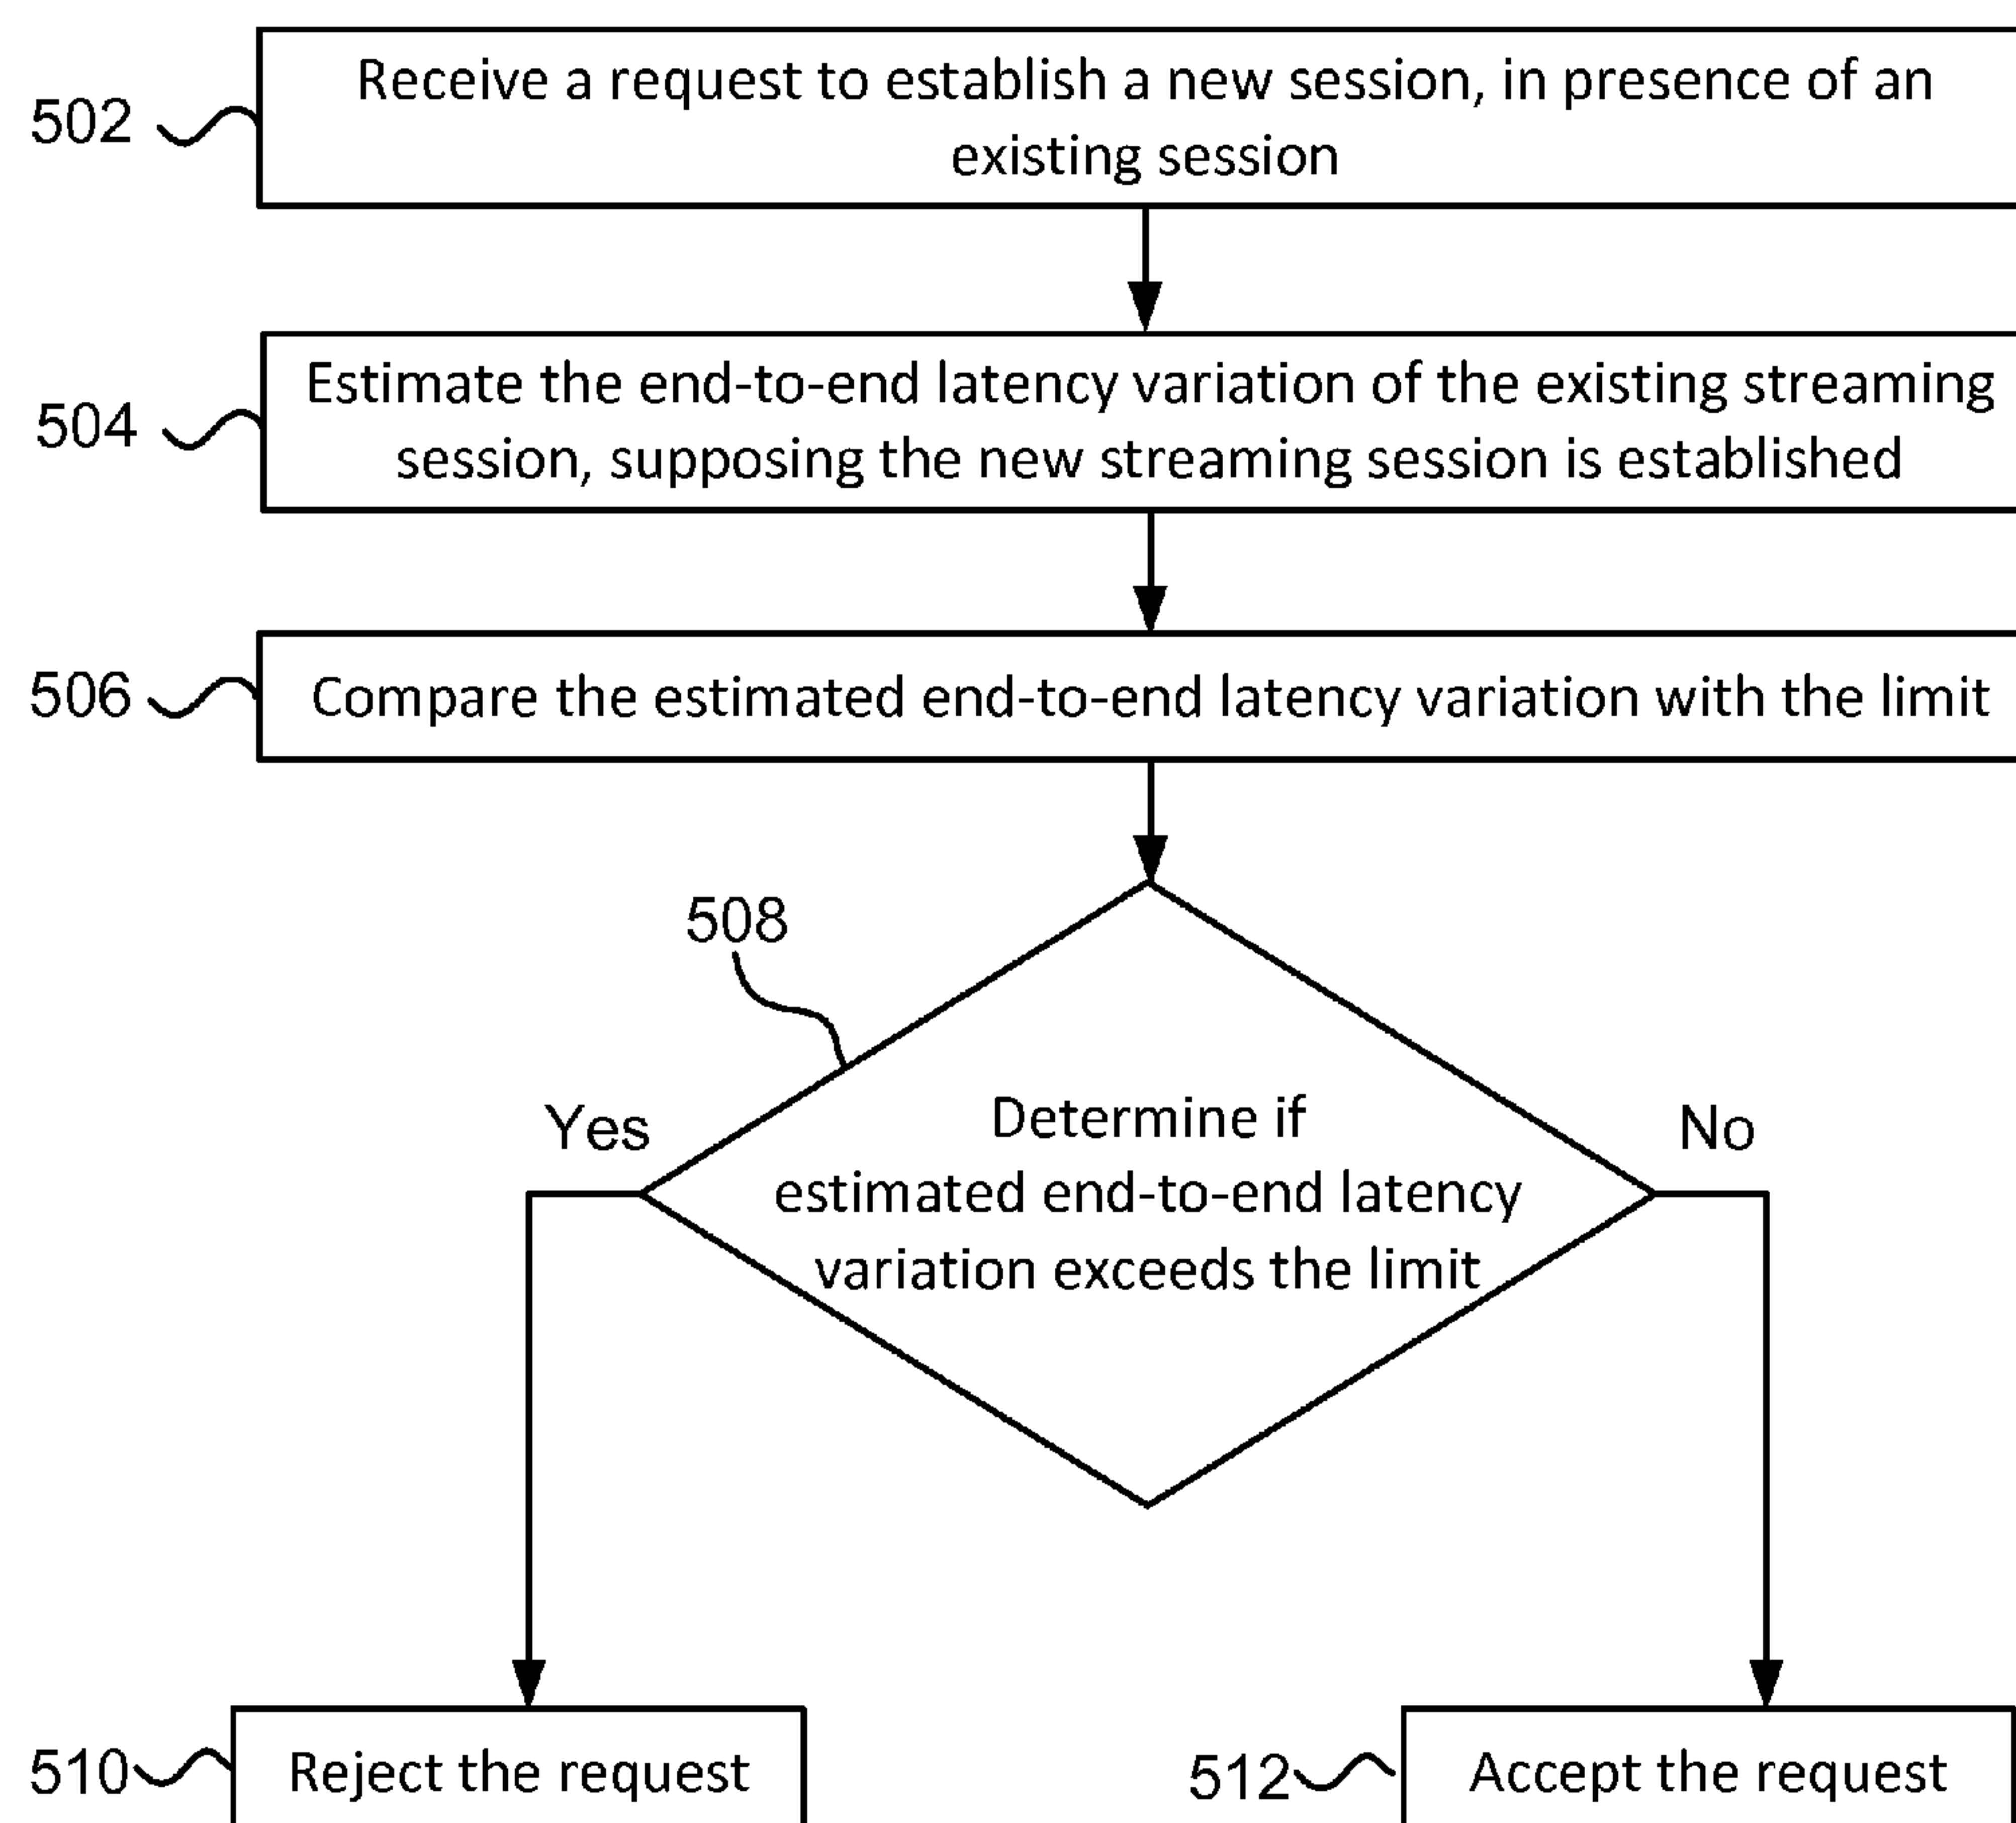 502
Receive a request to establish a new session, in presence of an
existing session
504
Estimate the end-to-end latency variation of the existing streaming
session, supposing the new streaming session is established
506
Compare the estimated end-to-end latency variation with the limit
508
Yes
No
Determine if
estimated end-to-end latency
variation exceeds the limit
510
Reject the request
512
Accept the request